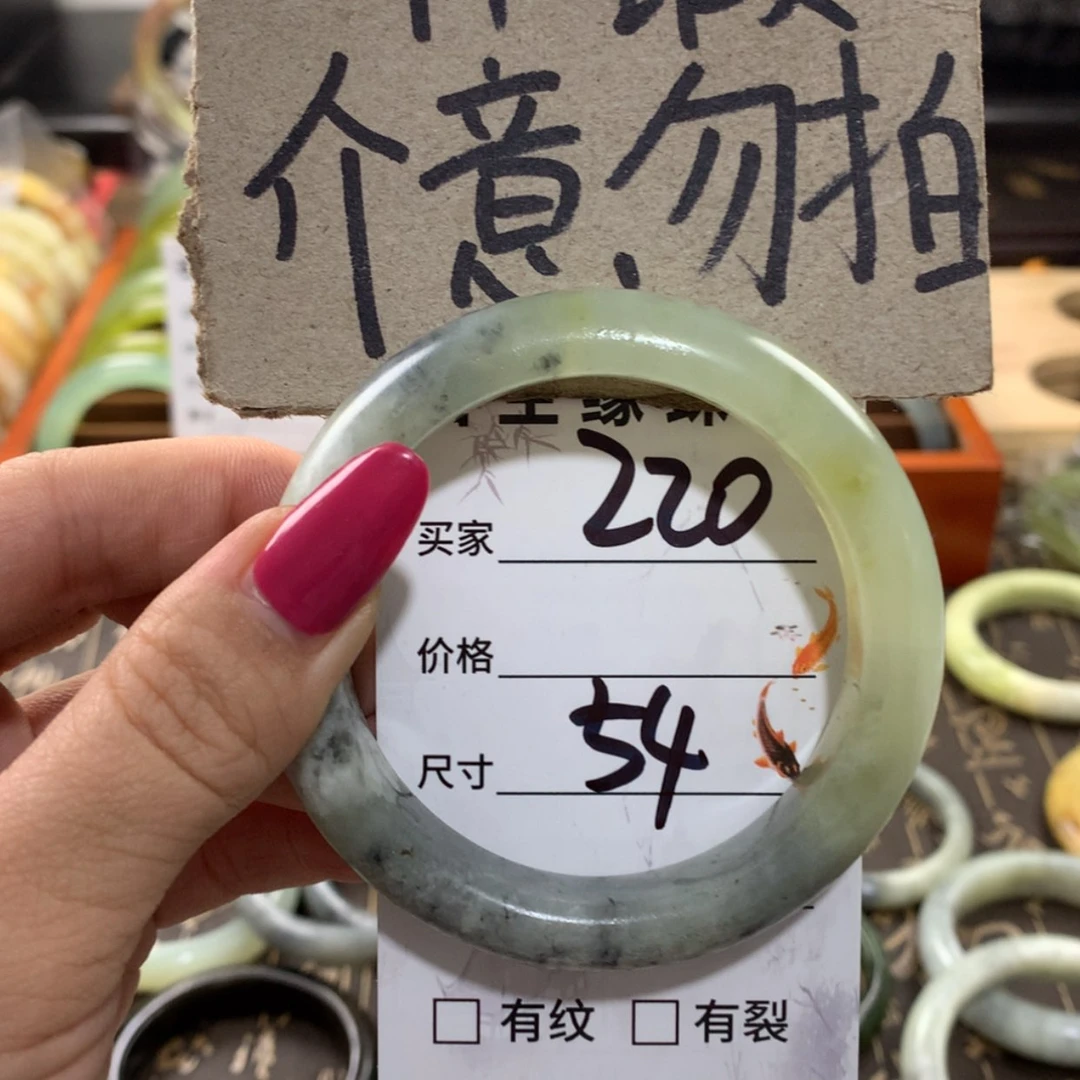 介意勿拍
220
买家
价格
54
尺寸
□ 有纹 □ 有裂